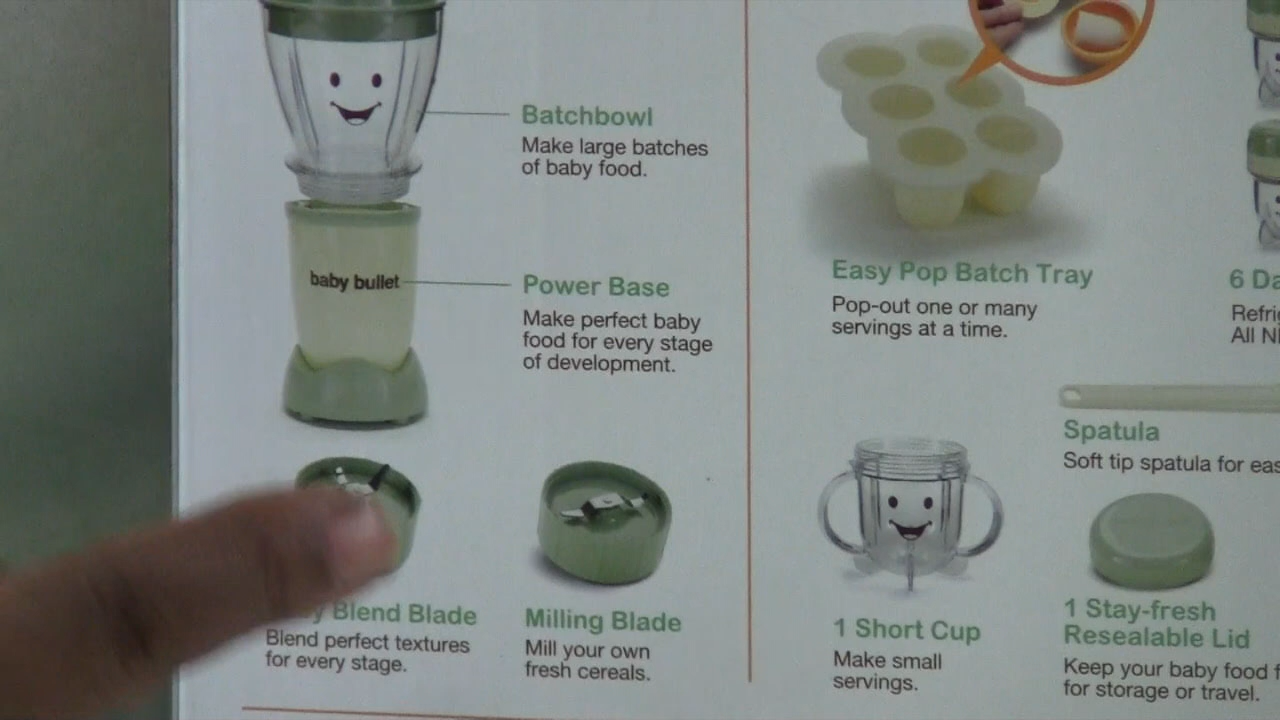 Batchbowl
Make large batches
of baby food.
baby bullet
Power Base
Make perfect baby
food for every stage
of development.
Blend Blade
Blend perfect textures
for every stage.
Milling Blade
Mill your own
fresh cereals.
Easy Pop Batch Tray
Pop-out one or many
servings at a time.
6
All
Spatula
Soft tip spatula for
1 Short Cup
Make small
servings.
1 Stay-fresh
Resealable Lid
Keep your baby food
for storage or travel.